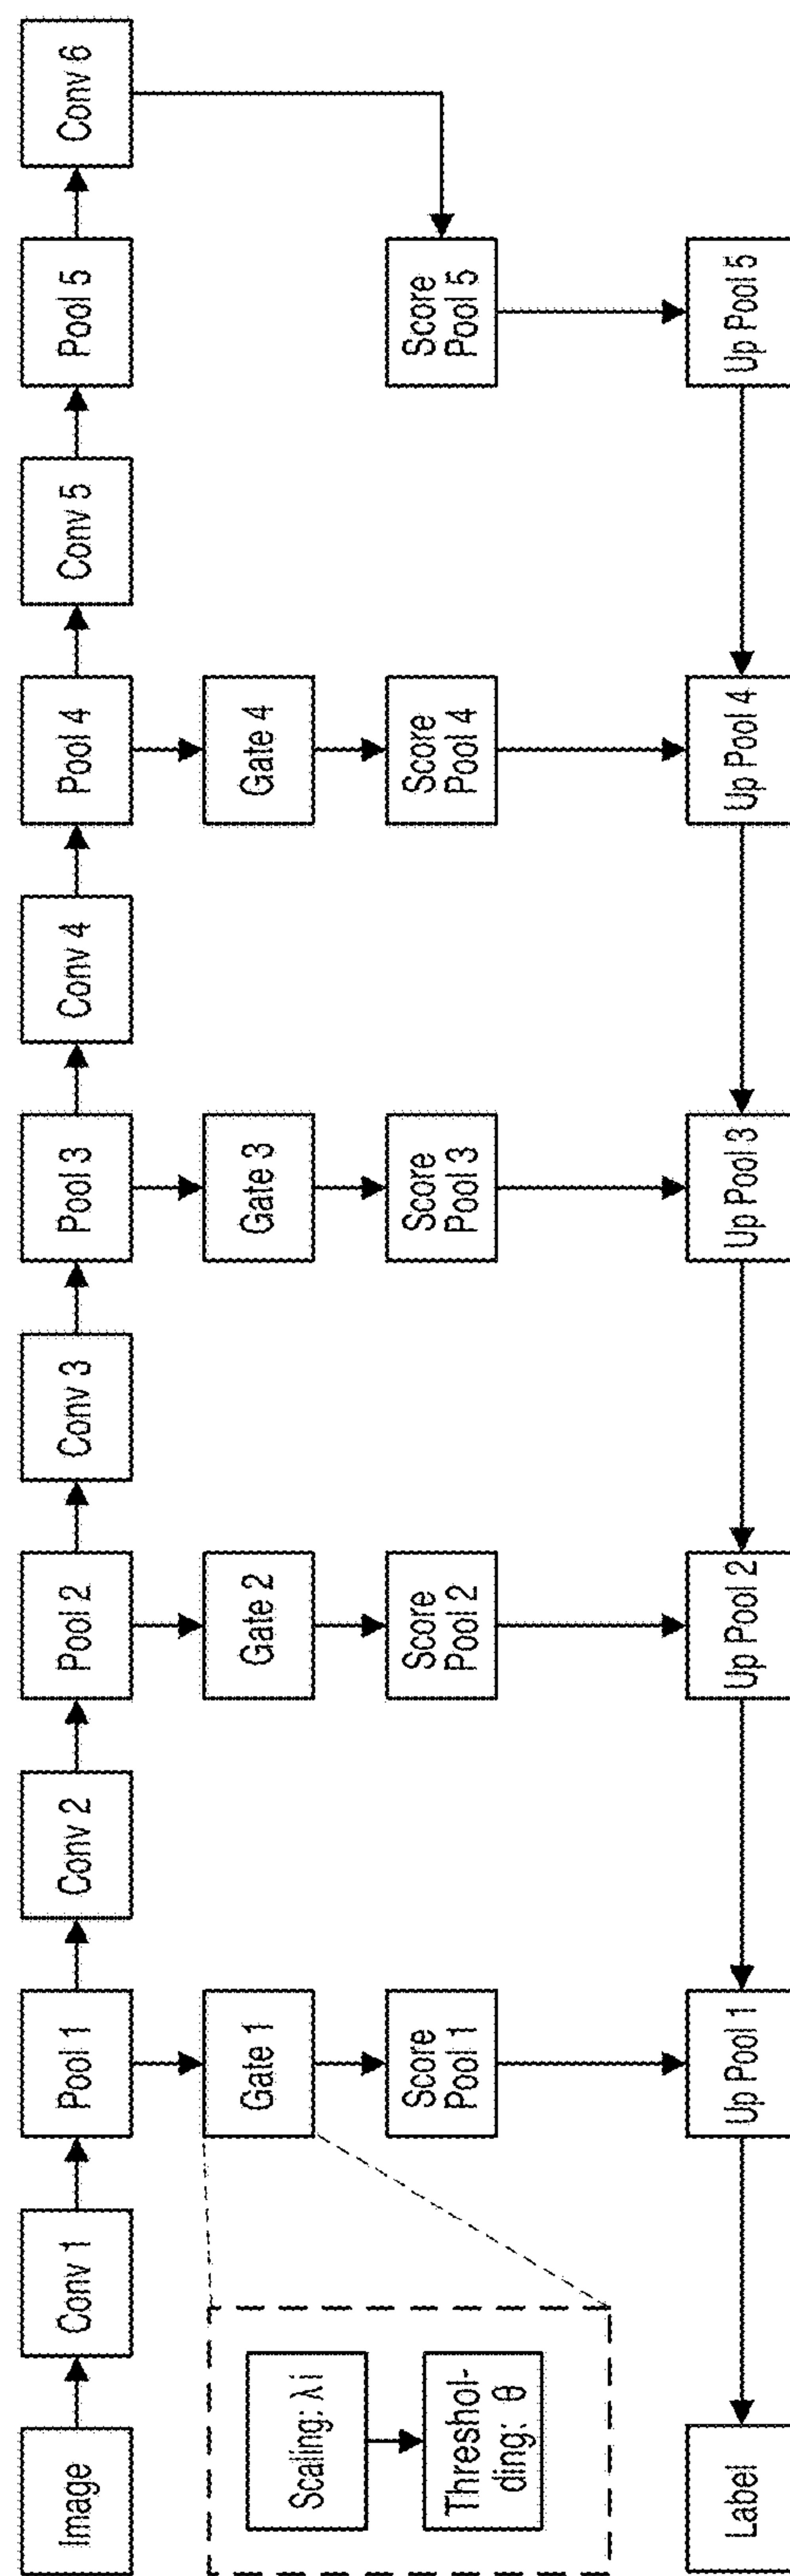 Image
Conv 1
Pool 1
Conv 2
Pool 2
Conv 3
Pool 3
Conv 4
Pool 4
Conv 5
Pool 5
Conv 6
Scaling: λi
Threshol-
ding: θ
Gate 1
Gate 2
Gate 3
Gate 4
Score
Pool 1
Score
Pool 2
Score
Pool 3
Score
Pool 4
Score
Pool 5
Label
Up Pool 1
Up Pool 2
Up Pool 3
Up Pool 4
Up Pool 5